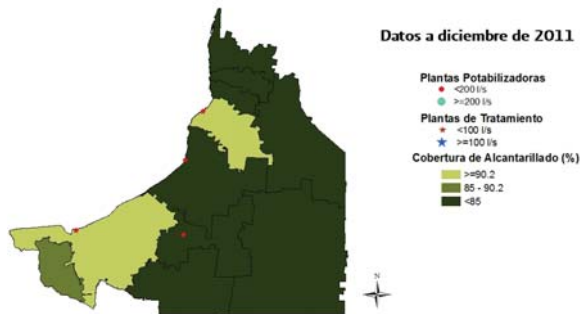 Datos a diciembre de 2011
Plantas Potabilizadoras
<200 l/s
>=200 l/s
Plantas de Tratamiento
<100 l/s
>=100 l/s
Cobertura de Alcantarillado (%)
>=90.2
85 - 90.2
<85
N